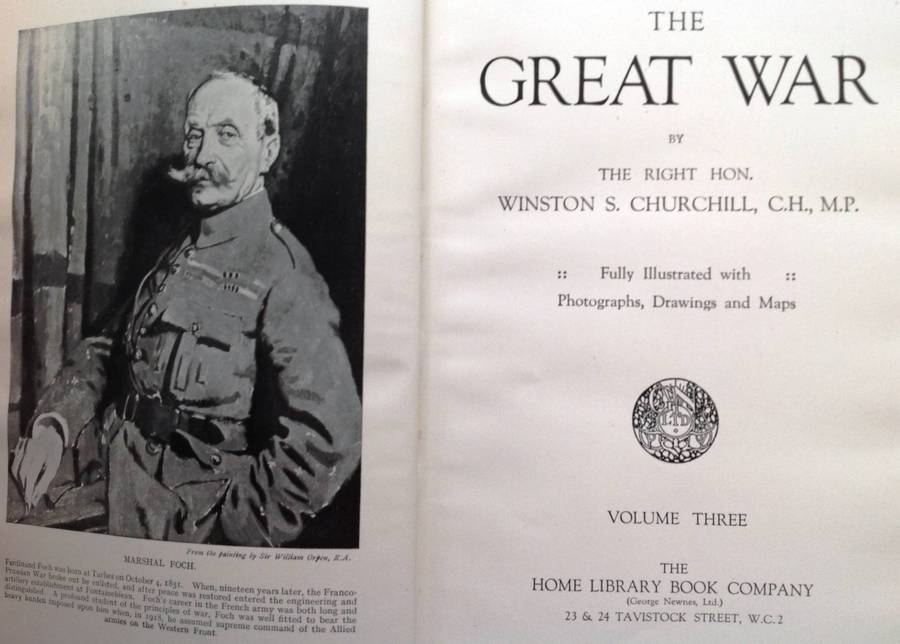 From the painting by Sir William Orpen, R.A.
MARSHAL FOCH.
Ferdinand Foch was born at Tarbes on October 4, 1851. When, nineteen years later, the Franco-
Prussian War broke out he enlisted, and after peace was restored entered the engineering and
artillery establishment at Fontainebleau. Foch's career in the French army was both long and
distinguished. A profound student of the principles of war, Foch was well fitted to bear the
heavy burden imposed upon him when, in 1918, he assumed supreme command of the Allied
armies on the Western Front.
THE
GREAT WAR
BY
THE RIGHT HON.
WINSTON S. CHURCHILL, C.H., M.P.
:: Fully Illustrated with ::
Photographs, Drawings and Maps
LTD
VOLUME THREE
THE
HOME LIBRARY BOOK COMPANY
(George Newnes, Ltd.)
23 & 24 TAVISTOCK STREET, W.C.2